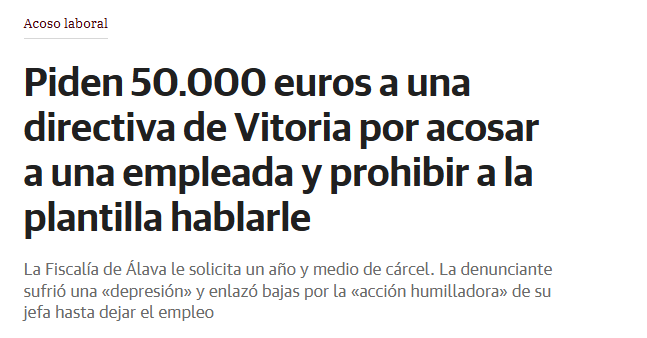 Acoso laboral
Piden 50.000 euros a una
directiva de Vitoria por acosar
a una empleada y prohibir a la
plantilla hablarle
La Fiscalía de Álava le solicita un año y medio de cárcel. La denunciante
sufrió una «depresión» y enlazó bajas por la «acción humilladora» de su
jefa hasta dejar el empleo